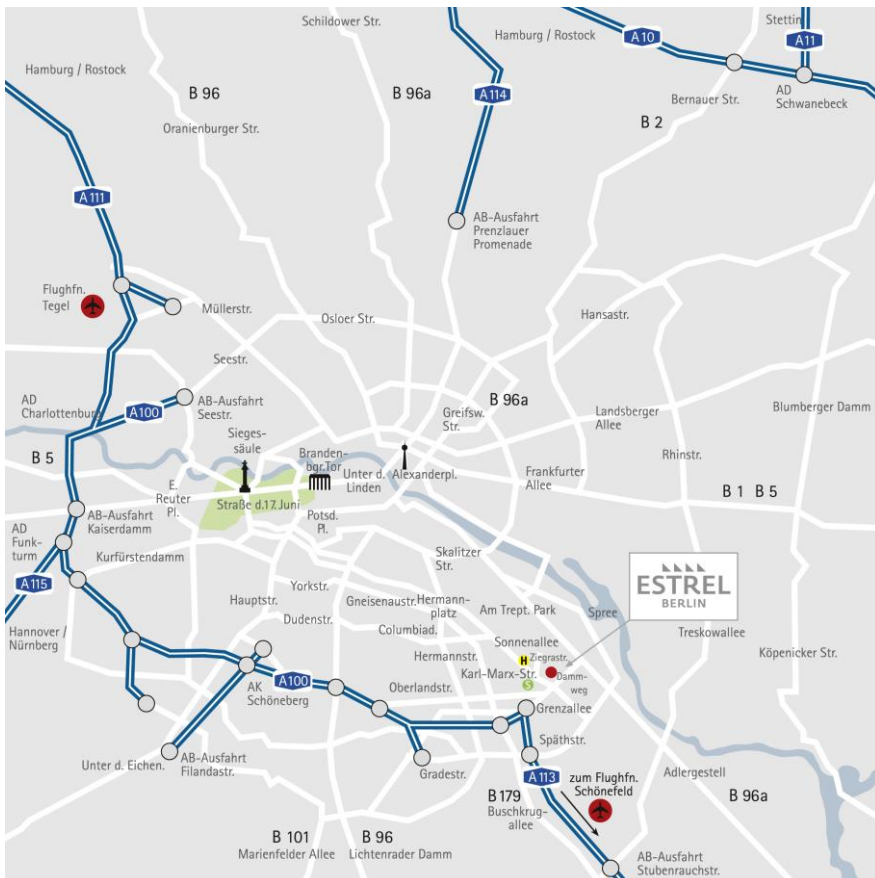 Schildower Str.
Stettin
A10
A11
Hamburg / Rostock
Hamburg / Rostock
A114
B 96
B 96a
Bernauer Str.
AD
Schwanebeck
B 2
Oranienburger Str.
A111
AB-Ausfahrt
Prenzlauer
Promenade
Flughfn.
Tegel
Müllerstr.
Osloer Str.
Hansastr.
Seestr.
AD
Charlottenburg
A100
AB-Ausfahrt
Seestr.
B 96a
Greifsw.
Str.
Landsberger
Allee
Blumberger Damm
Sieges-
säule
Branden-
bgr.Tor
Rhinstr.
B 5
E.
Reuter
Pl.
Unter d.
Linden
Alexanderpl.
Frankfurter
Allee
B 1 B 5
Straße d.17. Juni
Potsd.
Pl.
AB-Ausfahrt
Kaiserdamm
AD
Funk-
turm
Kurfürstendamm
Skalitzer
Str.
A115
ESTREL
BERLIN
Yorkstr.
Hauptstr.
Gneisenaustr.
Hermann-
platz
Am Trept. Park
Spree
Dudenstr.
Columbiad.
Treskowallee
Hannover /
Nürnberg
Sonnenallee
Hermannstr.
H
Ziegrastr.
Köpenicker Str.
Karl-Marx-Str.
S
Damm-
weg
A100
AK
Schöneberg
Oberlandstr.
Grenzallee
Späthstr.
Unter d. Eichen.
AB-Ausfahrt
Filandastr.
Gradestr.
A113
zum Flughfn.
Schönefeld
Adlergestell
B 179
Buschkrug-
allee
B 96a
B 101
Marienfelder Allee
B 96
Lichtenrader Damm
AB-Ausfahrt
Stubenrauchstr.